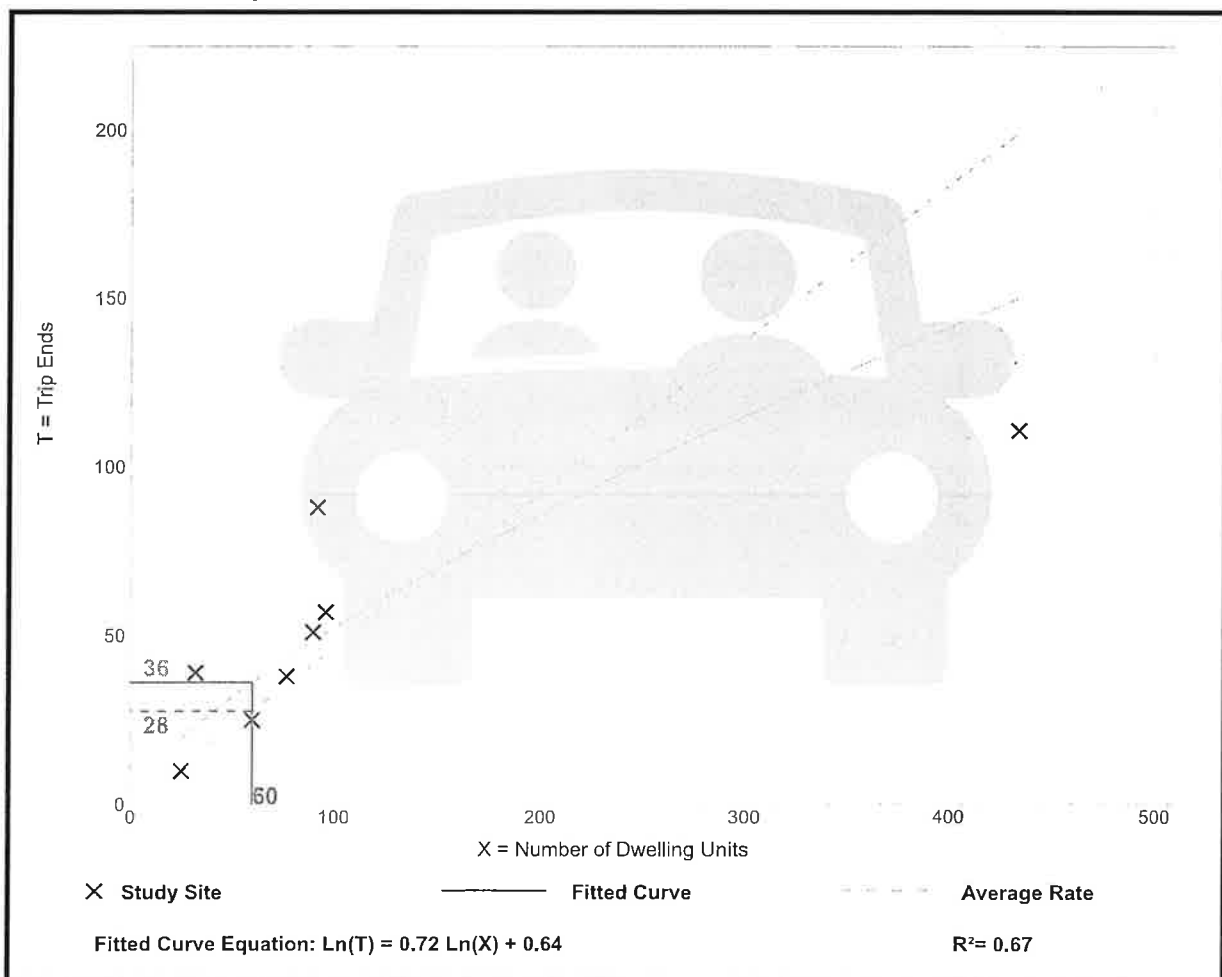 200
150
100
50
0
36
28
60
T = Trip Ends
0 100 200 300 400 500
X = Number of Dwelling Units
Study Site Fitted Curve Average Rate
Fitted Curve Equation: Ln(T) = 0.72 Ln(X) + 0.64 R²= 0.67